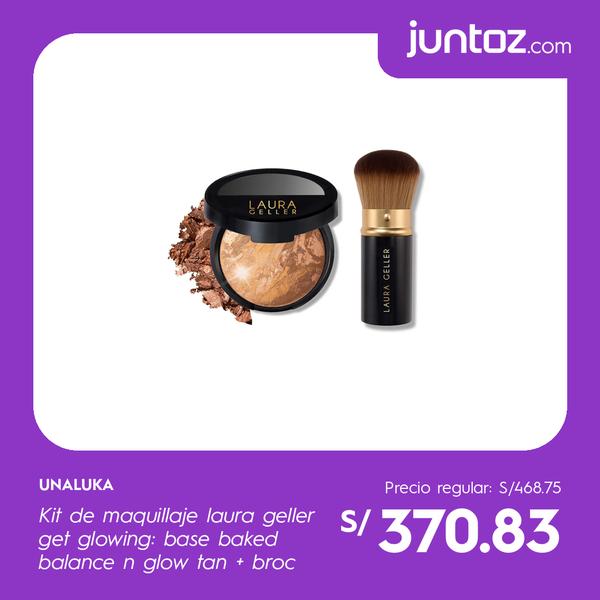 juntoz.com
LAURA
GELLER
LAURA GELLER
UNALUKA
Kit de maquillaje laura geller
get glowing: base baked
balance n glow tan + broc
Precio regular: S/468.75
S/ 370.83